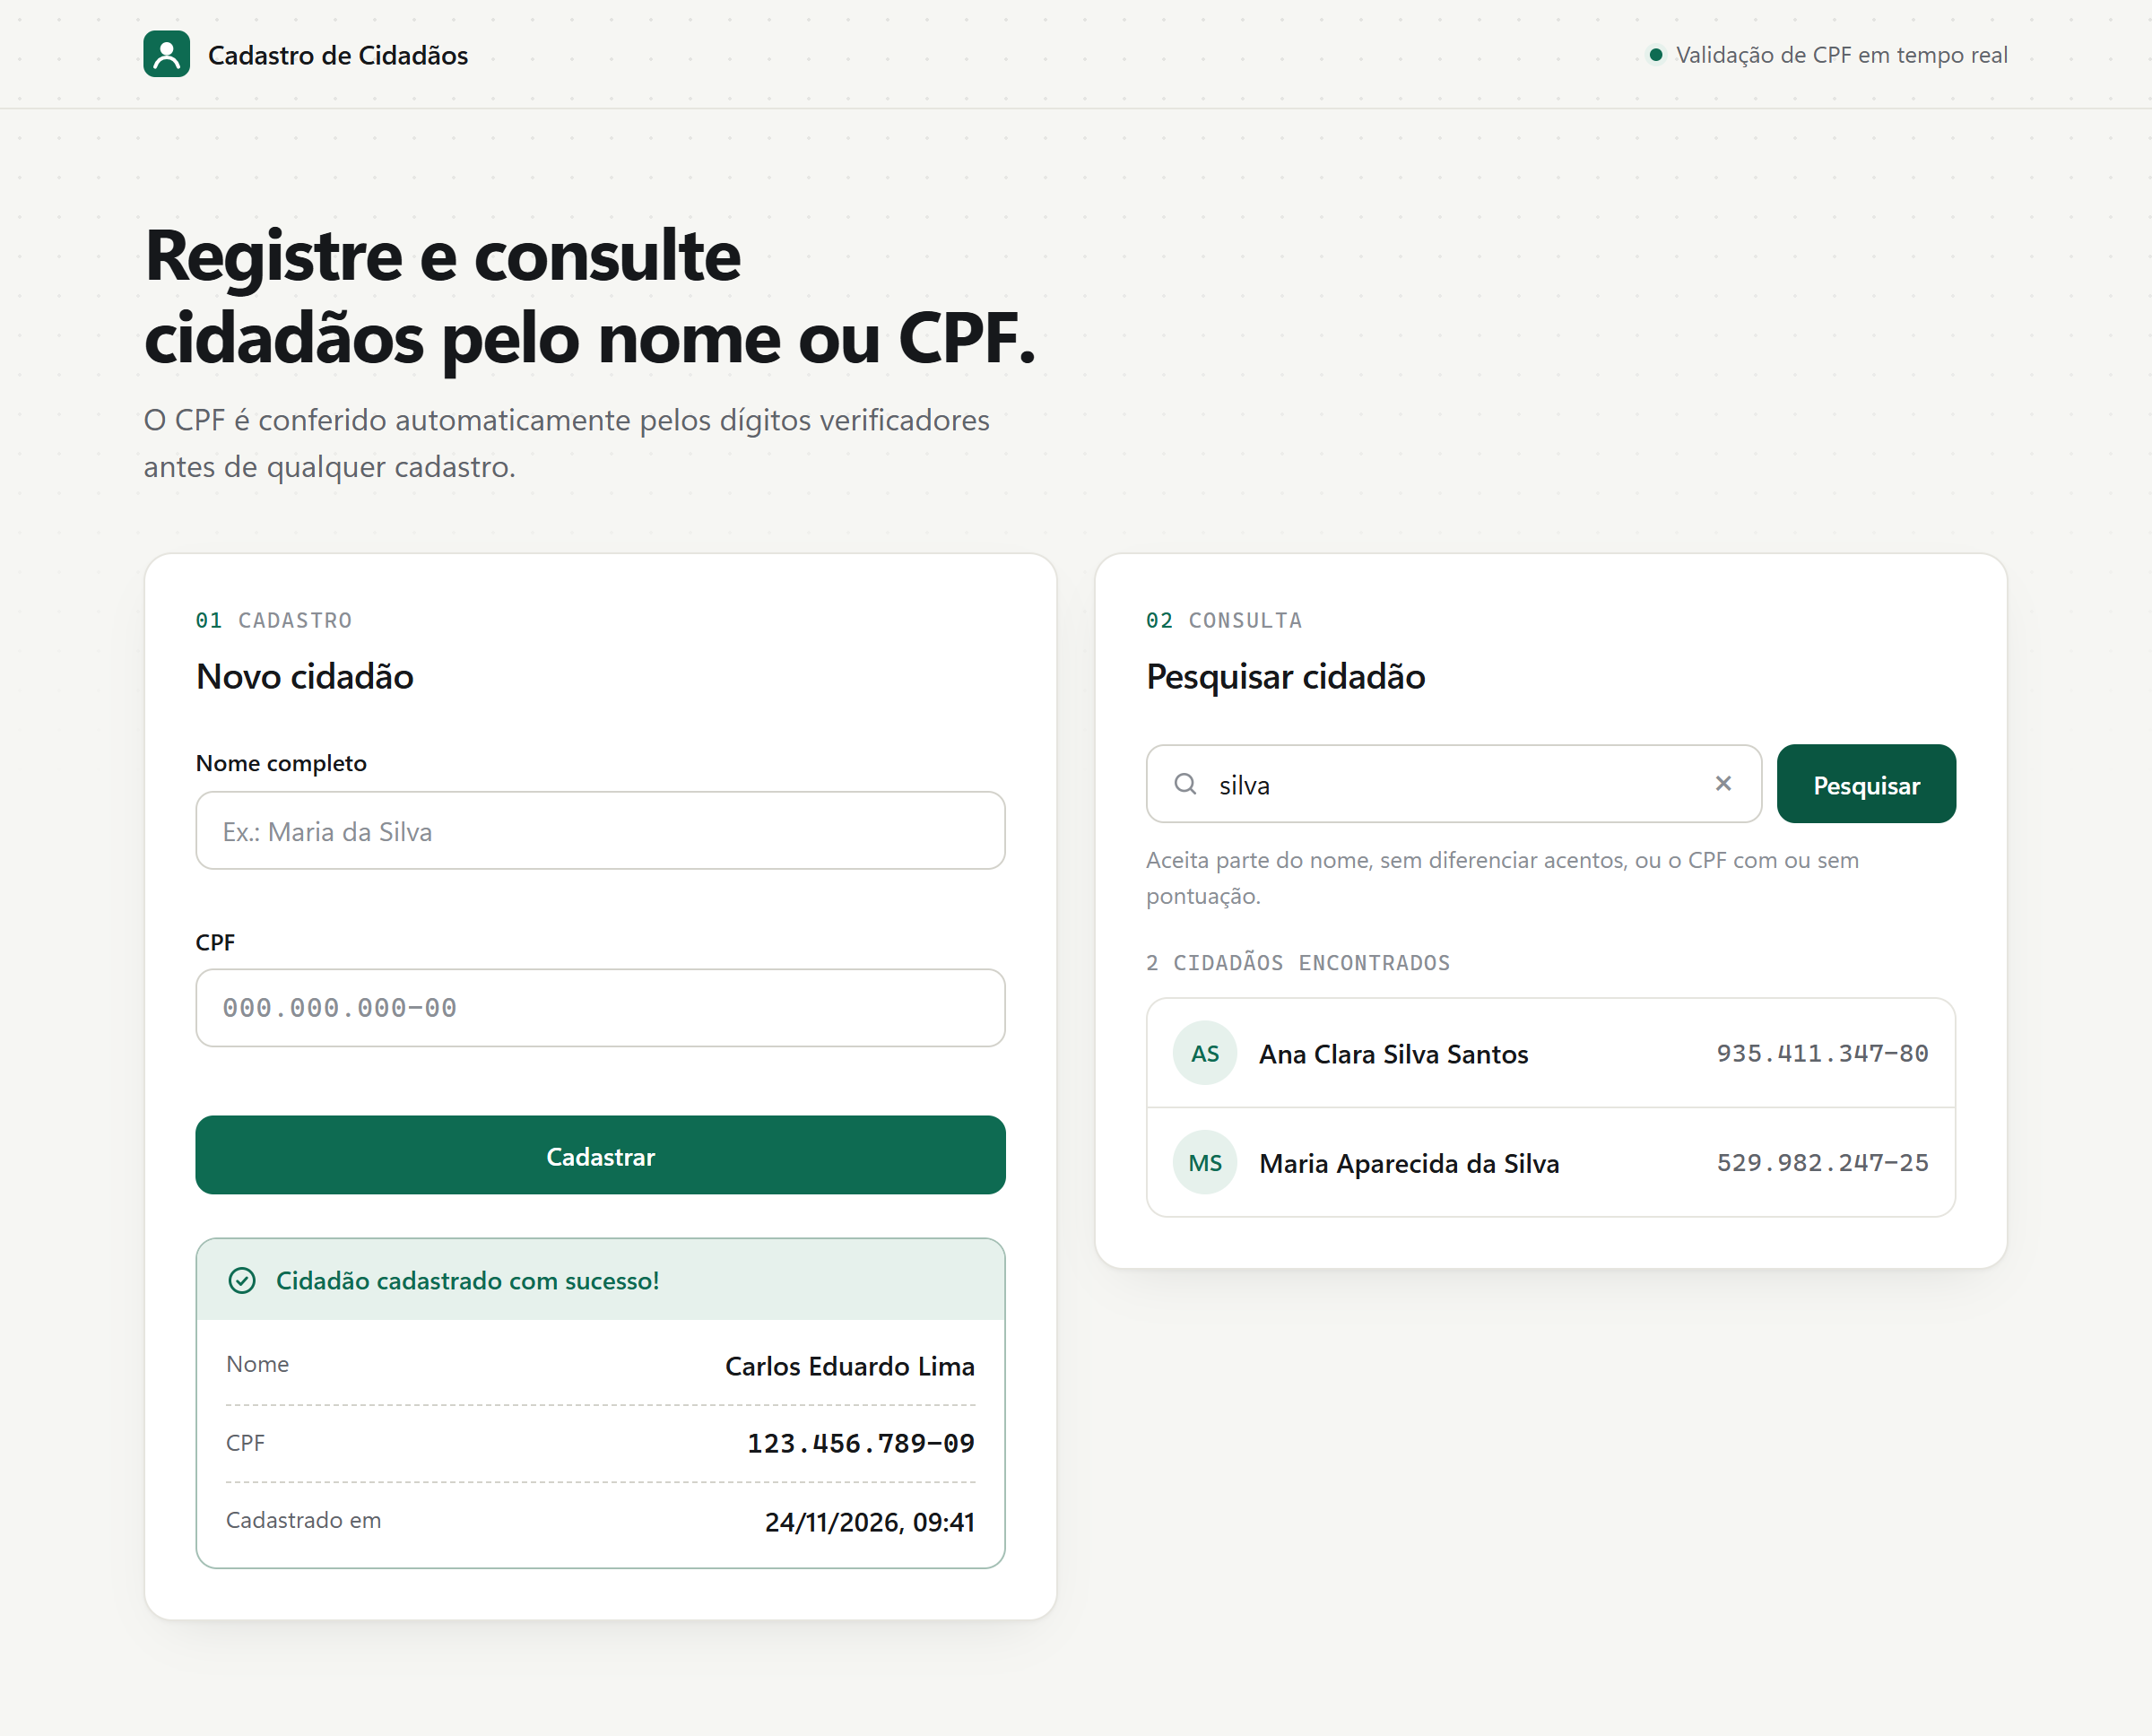 Cadastro de Cidadãos
Validação de CPF em tempo real
Registre e consulte
cidadãos pelo nome ou CPF.
O CPF é conferido automaticamente pelos dígitos verificadores
antes de qualquer cadastro.
01 CADASTRO
Novo cidadão
Nome completo
Ex.: Maria da Silva
CPF
000.000.000-00
Cadastrar
Cidadão cadastrado com sucesso!
Nome Carlos Eduardo Lima
CPF 123.456.789-09
Cadastrado em 24/11/2026, 09:41
02 CONSULTA
Pesquisar cidadão
silva
Pesquisar
Aceita parte do nome, sem diferenciar acentos, ou o CPF com ou sem
pontuação.
2 CIDADÃOS ENCONTRADOS
AS Ana Clara Silva Santos 935.411.347-80
MS Maria Aparecida da Silva 529.982.247-25